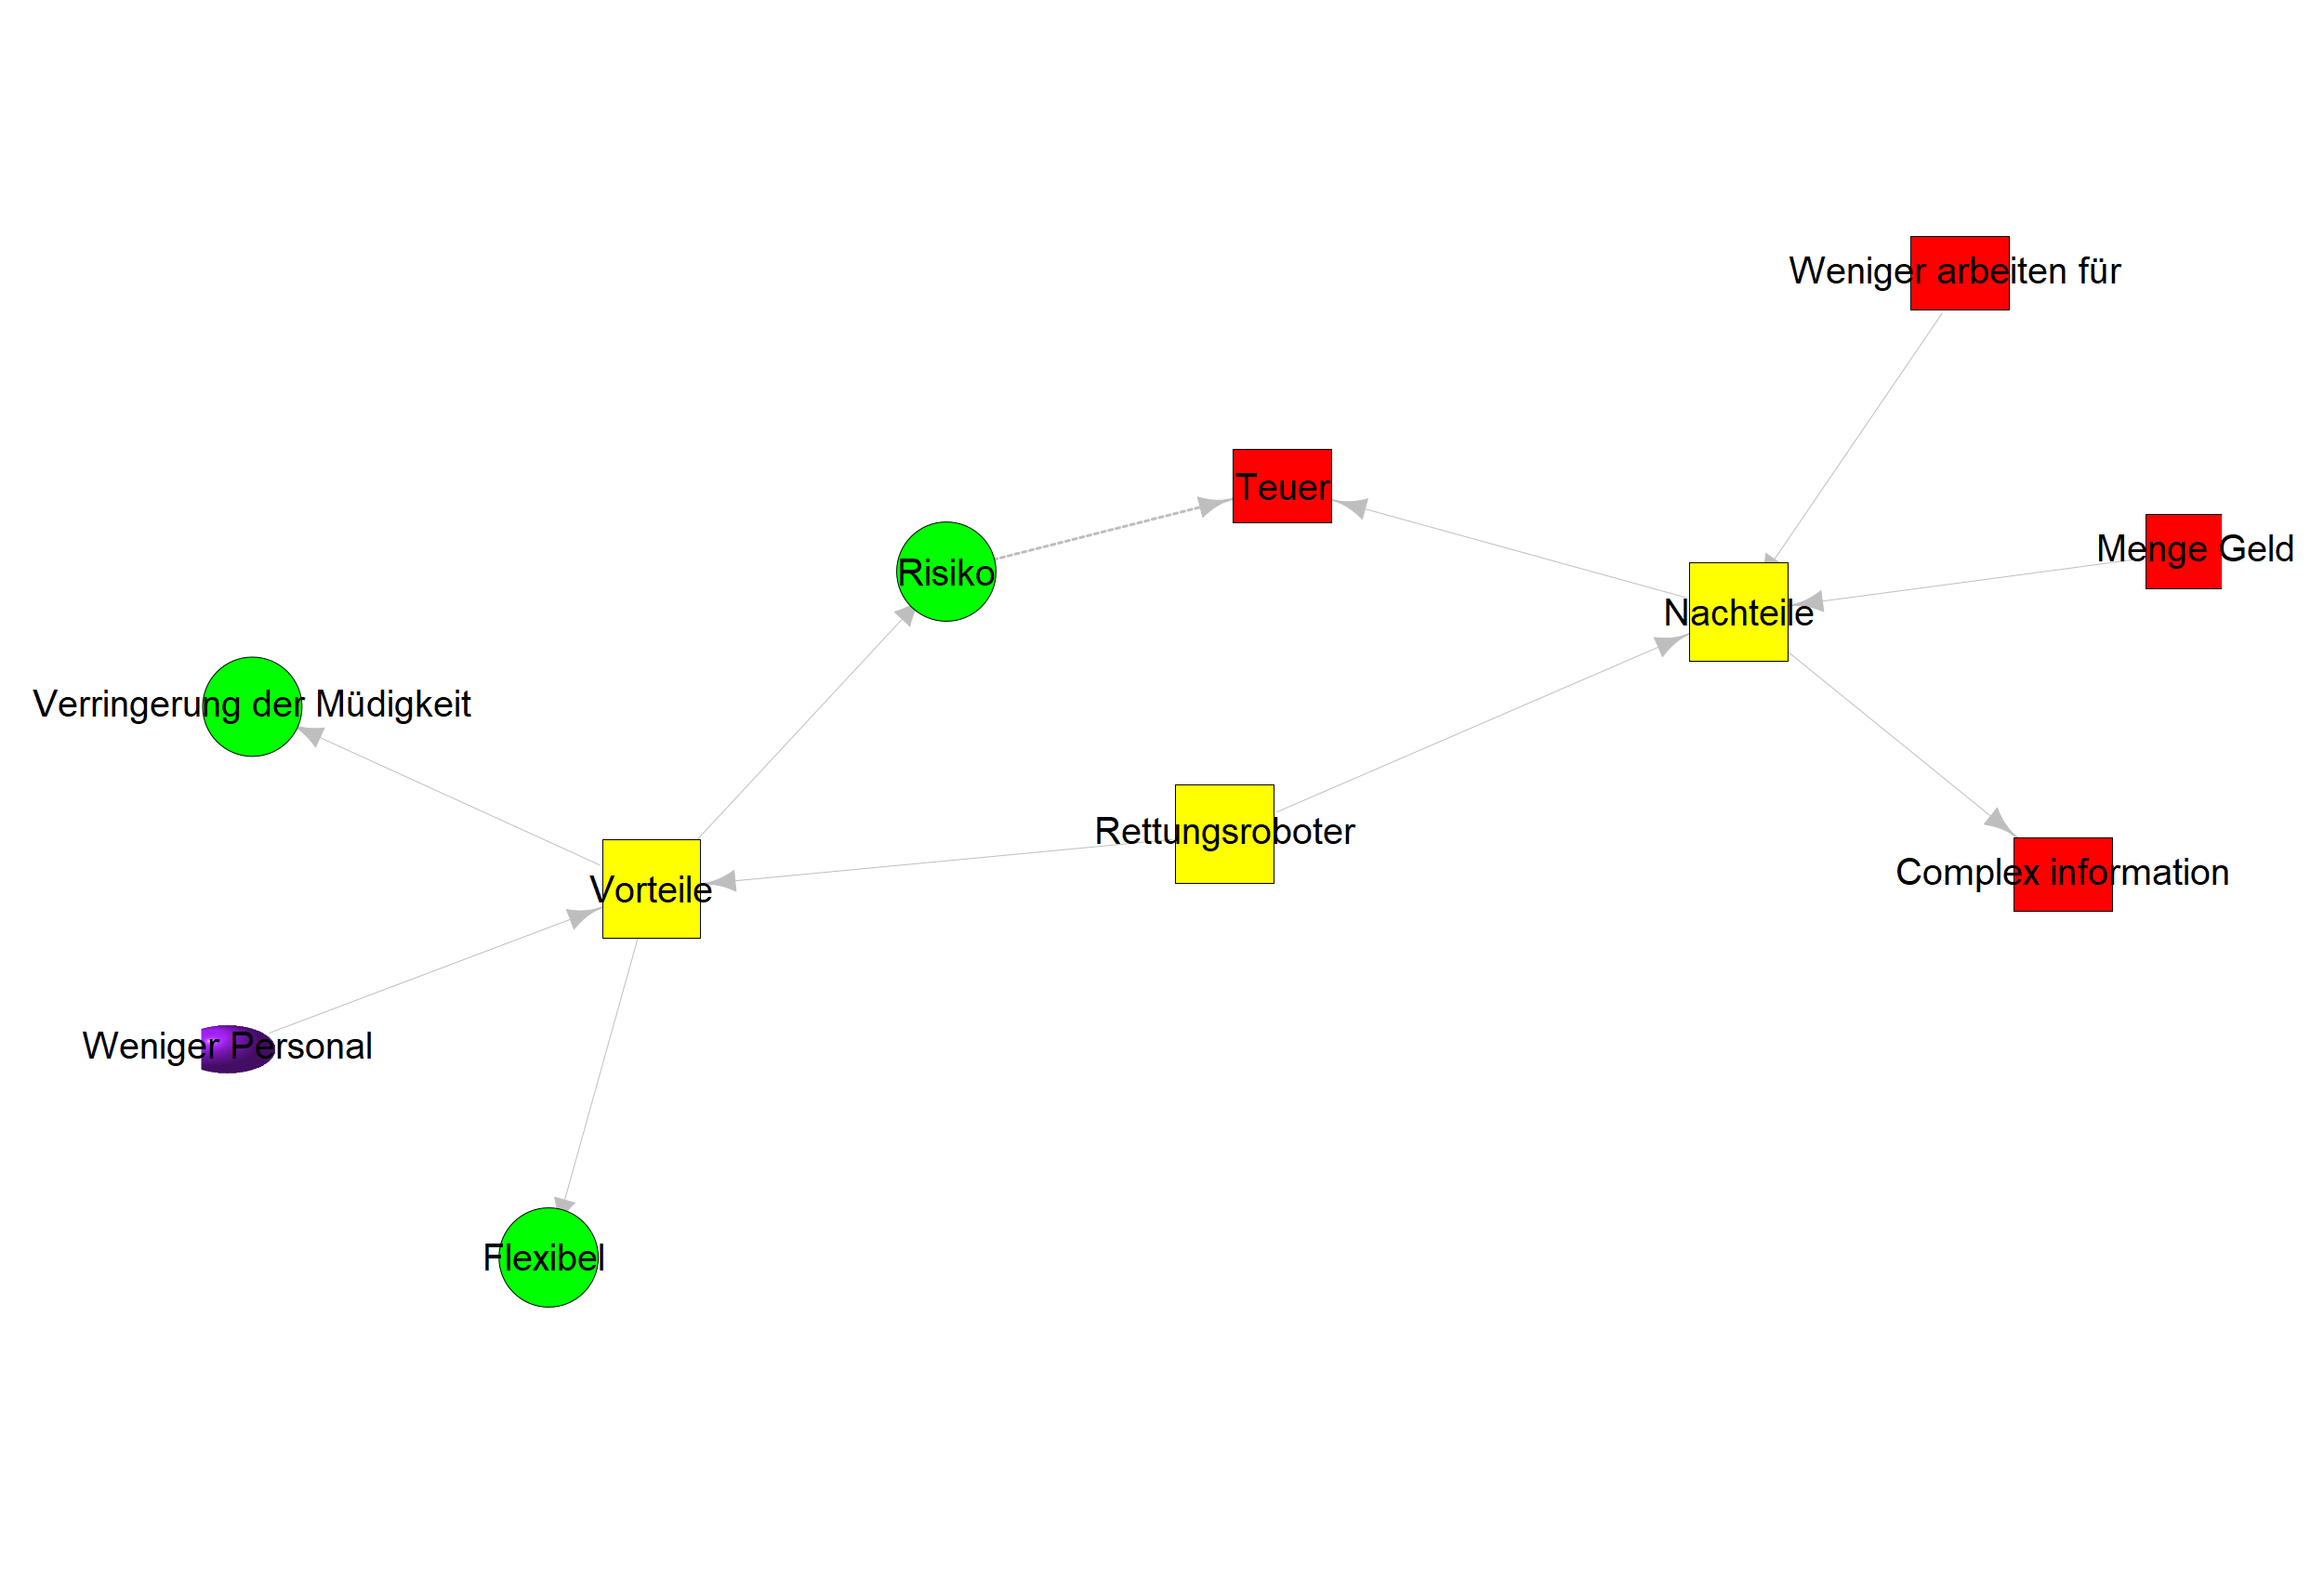 Weniger arbeiten für
Teuer
Menge Geld
Risiko
Nachteile
Verringerung der Müdigkeit
Rettungsroboter
Complex information
Vorteile
Weniger Personal
Flexibel